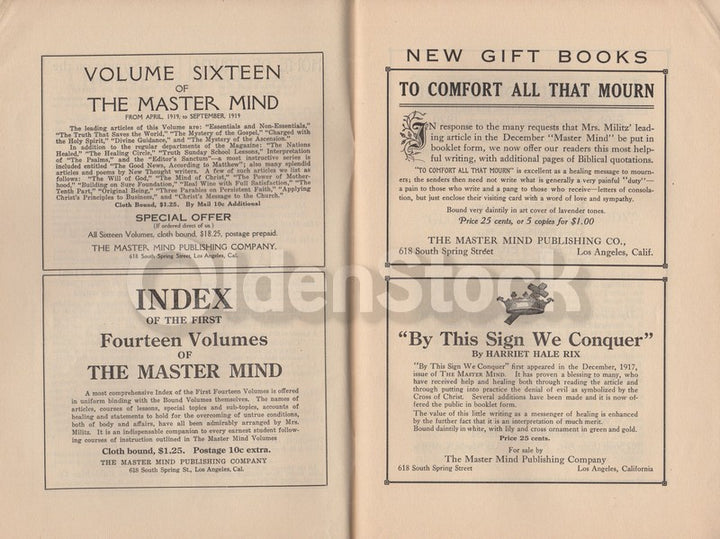 VOLUME SIXTEEN
OF
THE MASTER MIND
FROM APRIL, 1919, to SEPTEMBER, 1919
The leading articles of this Volume are: "Essentials and Non-Essentials,"
"The Truth That Saves the World," "The Mystery of the Gospel," "Charged with
the Holy Spirit," "Divine Guidance," and "The Mystery of the Ascension."
In addition to the regular departments of the Magazine: "The Nations
Healed," "The Healing Circle," "Truth Sunday School Lessons," Interpretation
of "The Psalms," and the "Editor's Sanctum"—a most instructive series is
included entitled "The Good News, According to Matthew"; also many splendid
articles and poems by New Thought writers. A few of such articles we list as
follows: "The Will of God," "The Mind of Christ," "The Power of Mother-
hood," "Building on Sure Foundation," "Real Wine with Full Satisfaction," "The
Tenth Part," "Original Being," "Three Parables on Persistent Faith," "Applying
Christ's Principles to Business," and "Christ's Message to the Church."
Cloth Bound, $1.25. By Mail 10c Additional
SPECIAL OFFER
(If ordered direct of us.)
All Sixteen Volumes, cloth bound, $18.25, postage prepaid.
THE MASTER MIND PUBLISHING COMPANY.
618 South Spring Street, Los Angeles, Cal.
INDEX
OF THE FIRST
Fourteen Volumes
OF
THE MASTER MIND
A most comprehensive Index of the First Fourteen Volumes is offered
in uniform binding with the Bound Volumes themselves. The names of
articles, courses of lessons, special topics and sub-topics, accounts of
healing and statements to hold for the overcoming of untrue conditions,
both of body and affairs, have all been admirably arranged by Mrs.
Militz. It is an indispensable companion to every earnest student follow-
ing courses of instruction outlined in The Master Mind Volumes
Cloth bound, $1.25. Postage 10c extra.
THE MASTER MIND PUBLISHING COMPANY
618 South Spring St., Los Angeles, Cal.
NEW GIFT BOOKS
TO COMFORT ALL THAT MOURN
IN response to the many requests that Mrs. Militz' lead-
ing article in the December "Master Mind" be put in
booklet form, we now offer our readers this most help-
ful writing, with additional pages of Biblical quotations.
"TO COMFORT ALL THAT MOURN" is excellent as a healing message to mourn-
ers; the senders then need not write what is generally a very painful "duty"—
a pain to those who write and a pang to those who receive—letters of consola-
tion, but just enclose their visiting card with a word of love and sympathy.
Bound very daintily in art cover of lavender tones.
Price 25 cents, or 5 copies for $1.00
THE MASTER MIND PUBLISHING CO.,
618 South Spring Street Los Angeles, Calif.
"By This Sign We Conquer"
By HARRIET HALE RIX
"By This Sign We Conquer" first appeared in the December, 1917,
issue of THE MASTER MIND. It has proven a blessing to many, who
have received help and healing both through reading the article and
through putting into practice the denial of evil as symbolized by the
Cross of Christ. Several additions have been made and it is now of-
fered the public in booklet form.
The value of this little writing as a messenger of healing is enhanced
by the further fact that it is an interpretation of much merit.
Bound daintily in white, with lily and cross ornament in green and gold.
Price 25 cents.
For sale by
The Master Mind Publishing Company
618 South Spring Street Los Angeles, California
OldenStock